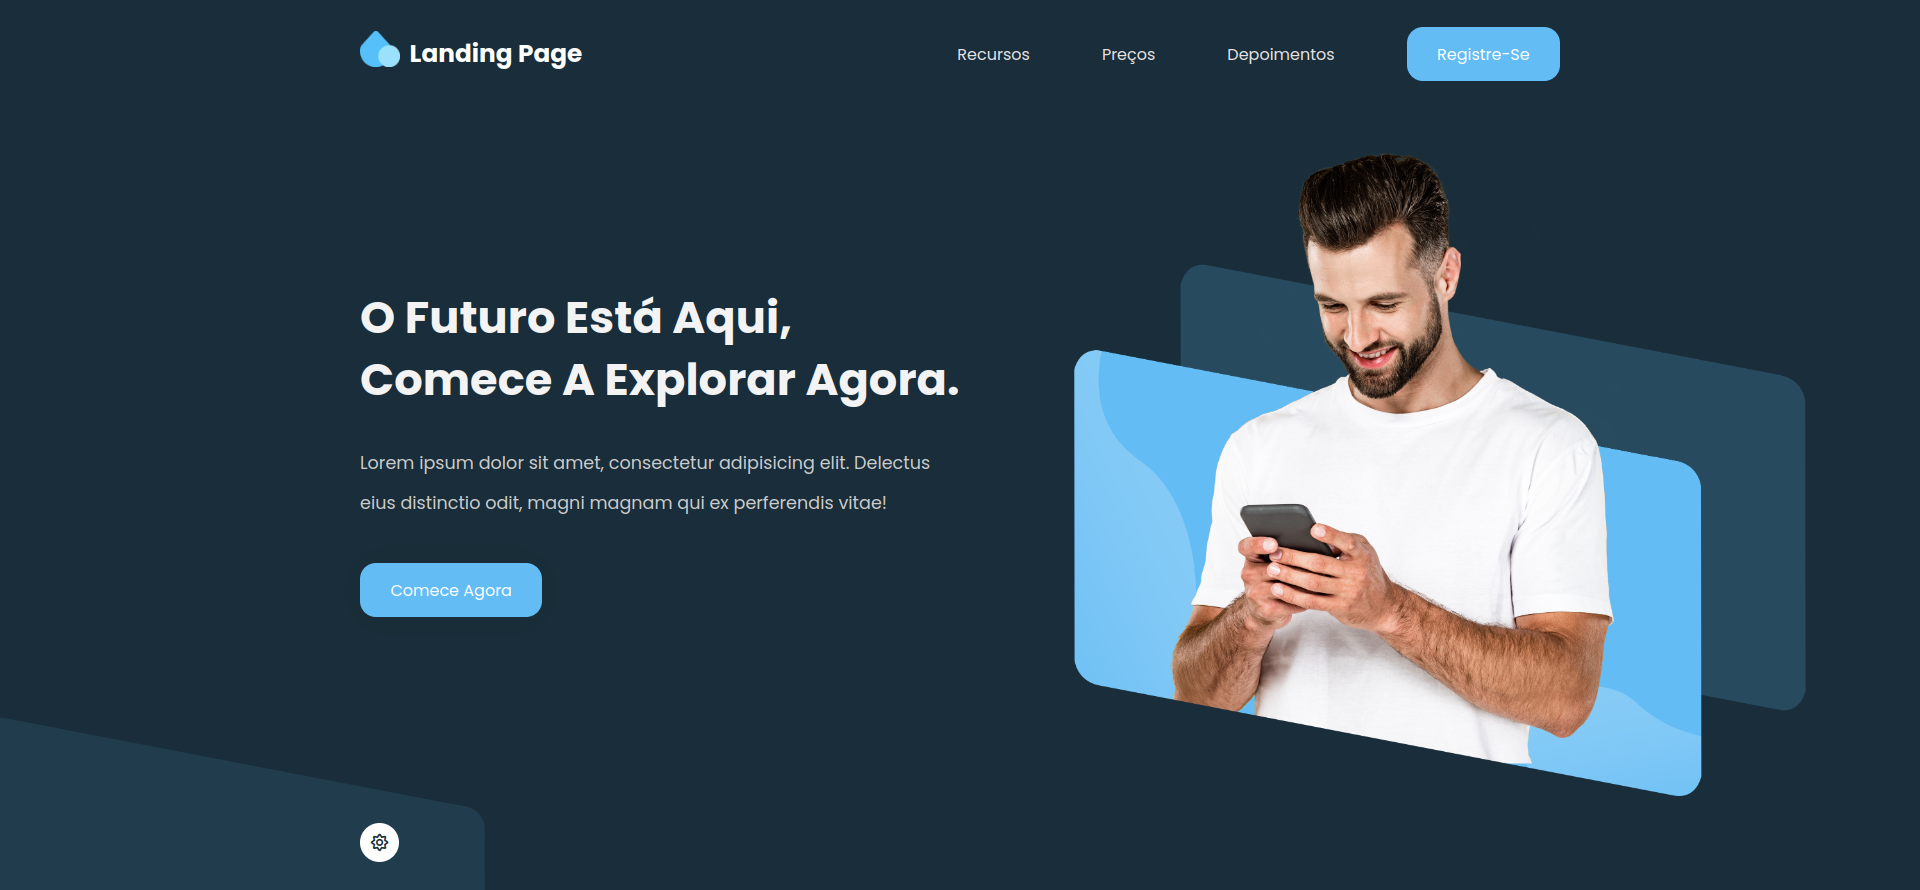 Landing Page
Recursos
Preços
Depoimentos
Registre-Se
O Futuro Está Aqui,
Comece A Explorar Agora.
Lorem ipsum dolor sit amet, consectetur adipisicing elit. Delectus
eius distinctio odit, magni magnam qui ex perferendis vitae!
Comece Agora